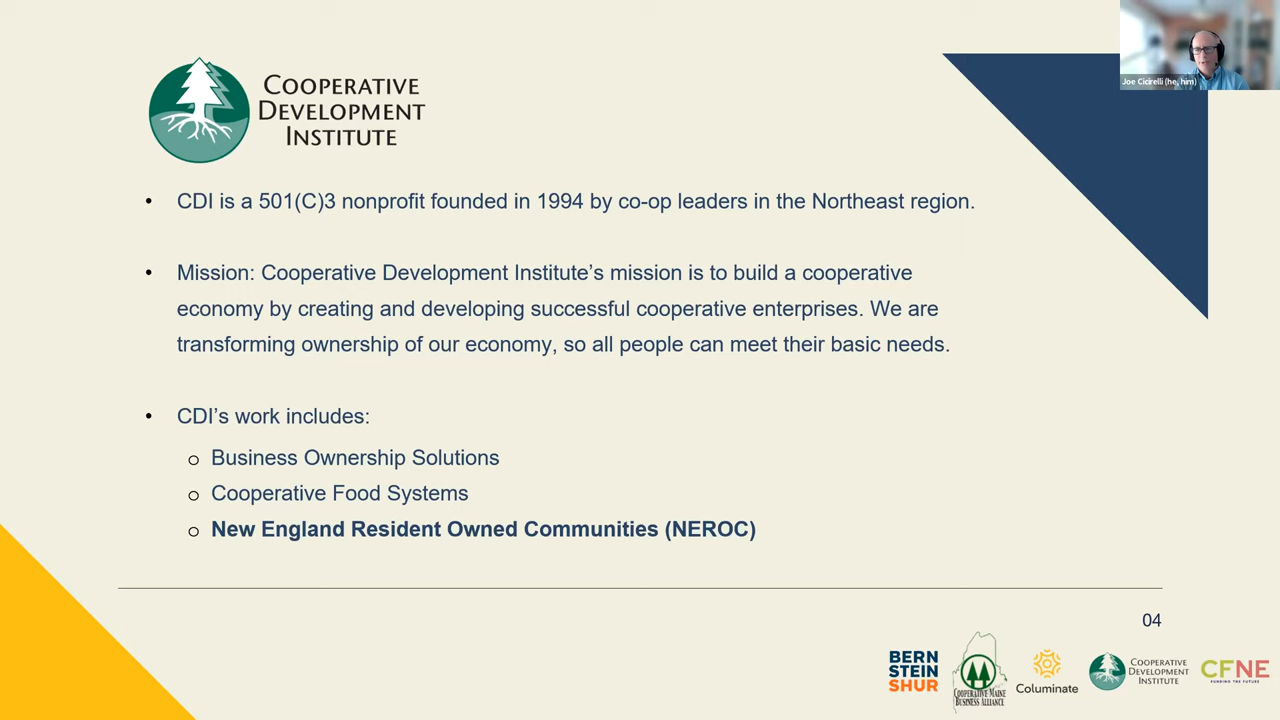 Joe Cicirelli (he, him)
COOPERATIVE
DEVELOPMENT
INSTITUTE
• CDI is a 501(C)3 nonprofit founded in 1994 by co-op leaders in the Northeast region.
• Mission: Cooperative Development Institute’s mission is to build a cooperative
economy by creating and developing successful cooperative enterprises. We are
transforming ownership of our economy, so all people can meet their basic needs.
• CDI’s work includes:
o Business Ownership Solutions
o Cooperative Food Systems
o New England Resident Owned Communities (NEROC)
04
BERN
STEIN
SHUR
COOPERATIVE MAINE
BUSINESS ALLIANCE
Columinate
COOPERATIVE
DEVELOPMENT
INSTITUTE
CFNE
FUNDING THE FUTURE